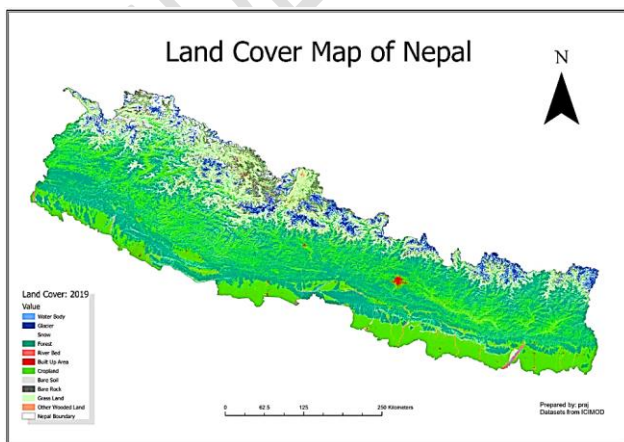 Land Cover Map of Nepal
N
Land Cover: 2019
Value
Water Body
Glacier
Snow
Forest
River Bed
Built Up Area
Cropland
Bare Soil
Bare Rock
Grass Land
Other Wooded Land
Nepal Boundary
0 62.5 125 250 Kilometers
Prepared by: praj
Datasets from ICIMOD